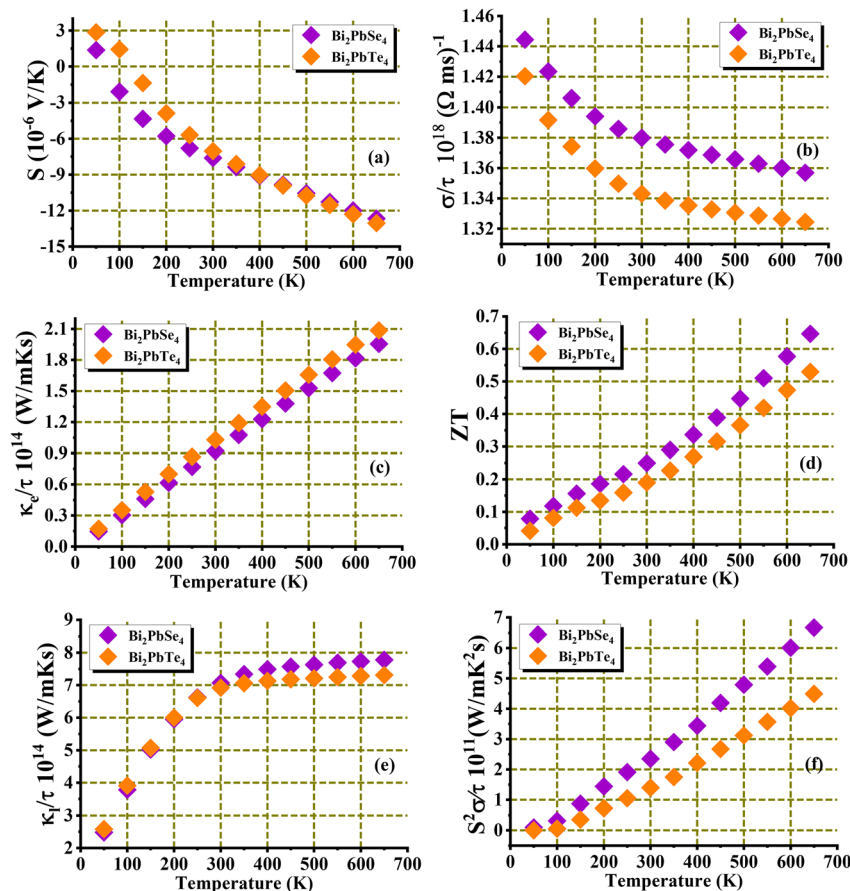 S (10⁻⁶ V/K)
3
0
-3
-6
-9
-12
-15
Bi₂PbSe₄
Bi₂PbTe₄
(a)
100 200 300 400 500 600 700
Temperature (K)
σ/τ 10¹⁸ (Ω ms)⁻¹
1.46
1.44
1.42
1.40
1.38
1.36
1.34
1.32
Bi₂PbSe₄
Bi₂PbTe₄
(b)
0 100 200 300 400 500 600 700
Temperature (K)
κₑ/τ 10¹⁴ (W/mKs)
2.1
1.8
1.5
1.2
0.9
0.6
0.3
0.0
Bi₂PbSe₄
Bi₂PbTe₄
(c)
0 100 200 300 400 500 600 700
Temperature (K)
ZT
0.7
0.6
0.5
0.4
0.3
0.2
0.1
0.0
Bi₂PbSe₄
Bi₂PbTe₄
(d)
0 100 200 300 400 500 600 700
Temperature (K)
κₗ/τ 10¹⁴ (W/mKs)
9
8
7
6
5
4
3
2
Bi₂PbSe₄
Bi₂PbTe₄
(e)
0 100 200 300 400 500 600 700
Temperature (K)
S²σ/τ 10¹¹(W/mK²s)
7
6
5
4
3
2
1
0
Bi₂PbSe₄
Bi₂PbTe₄
(f)
0 100 200 300 400 500 600 700
Temperature (K)